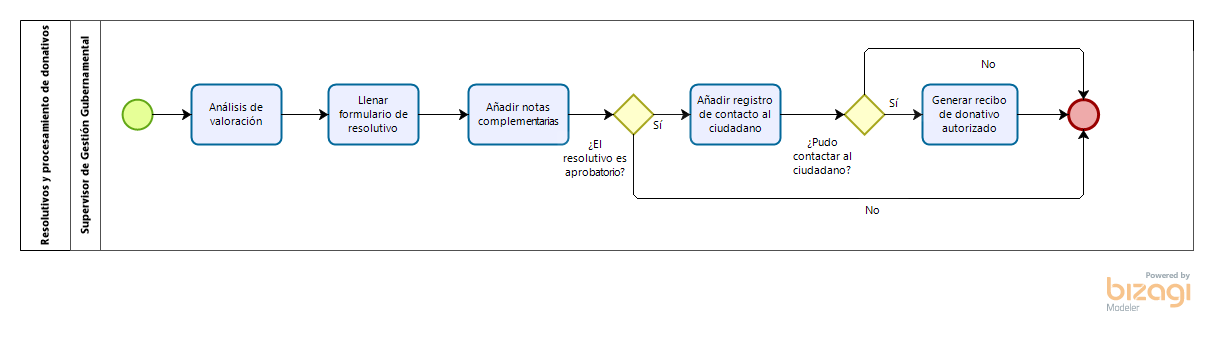 Resolutivos y procesamiento de donativos
Supervisor de Gestión Gubernamental
Análisis de
valoración
Llenar
formulario de
resolutivo
Añadir notas
complementarias
¿El
resolutivo es
aprobatorio?
Sí
Añadir registro
de contacto al
ciudadano
¿Pudo
contactar al
ciudadano?
Sí
No
Generar recibo
de donativo
autorizado
No
Powered by
bizagi
Modeler